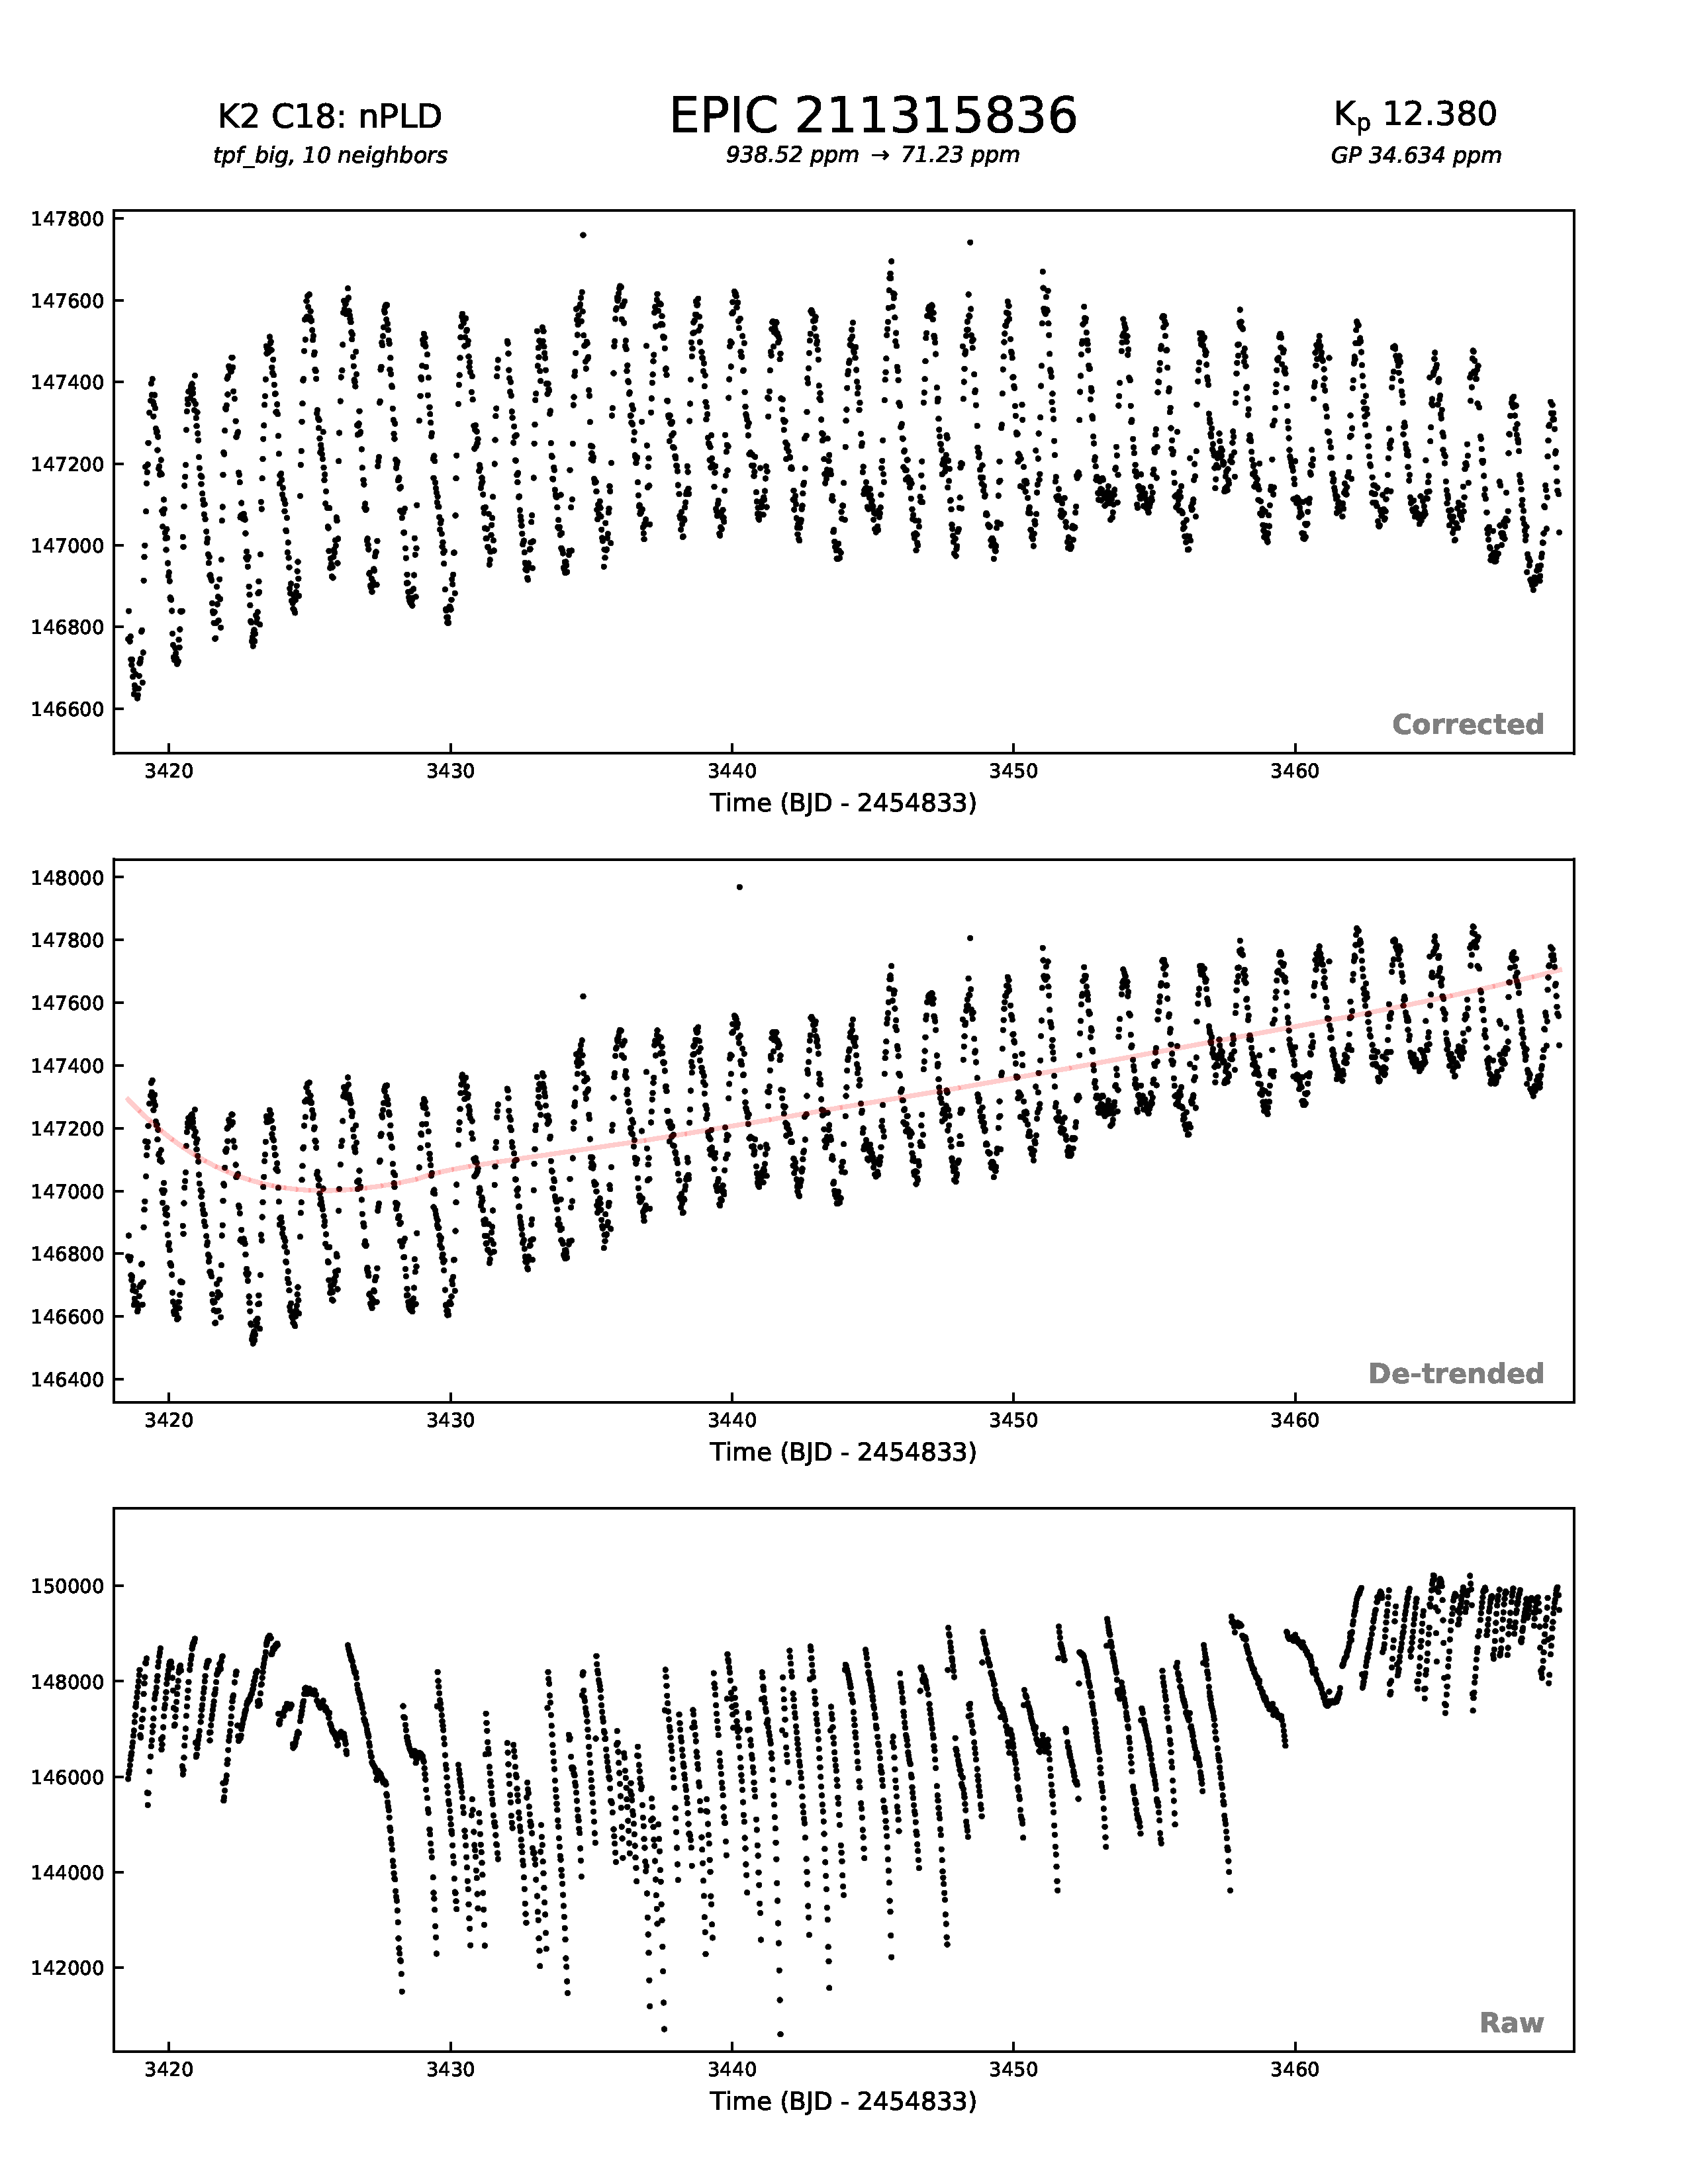 K2 C18: nPLD
EPIC 211315836
Kp 12.380
tpf_big, 10 neighbors
938.52 ppm → 71.23 ppm
GP 34.634 ppm
147800
147600
147400
147200
147000
146800
146600
Corrected
3420 3430 3440 3450 3460
Time (BJD - 2454833)
148000
147800
147600
147400
147200
147000
146800
146600
146400
De-trended
3420 3430 3440 3450 3460
Time (BJD - 2454833)
150000
148000
146000
144000
142000
Raw
3420 3430 3440 3450 3460
Time (BJD - 2454833)